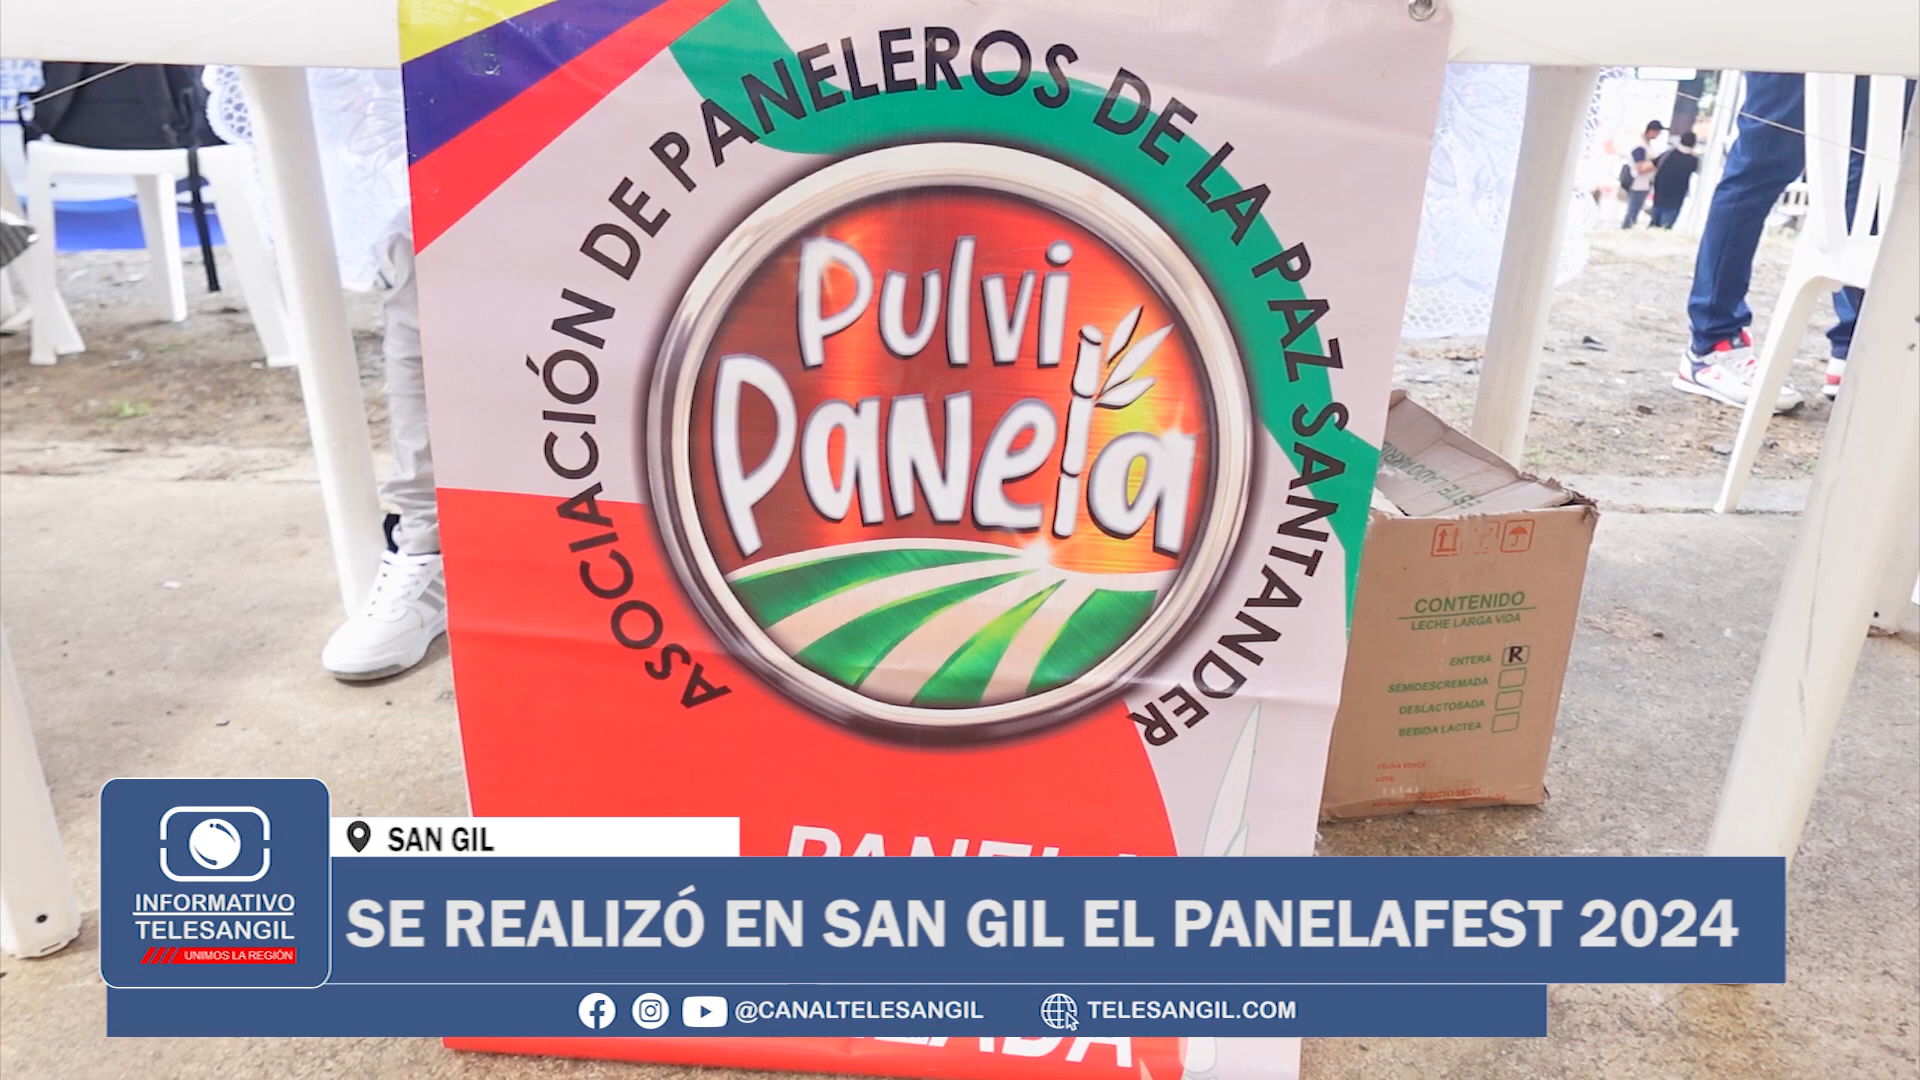 ASOCIACIÓN DE PANELEROS DE LA PAZ SANTANDER
Pulvi
Panela
CONTENIDO
LECHE LARGA VIDA
ENTERA R
SEMIDESCREMADA
DESLACTOSADA
BEBIDA LACTEA
SAN GIL
INFORMATIVO
TELESANGIL
UNIMOS LA REGIÓN
SE REALIZÓ EN SAN GIL EL PANELAFEST 2024
@CANALTELESANGIL
TELESANGIL.COM